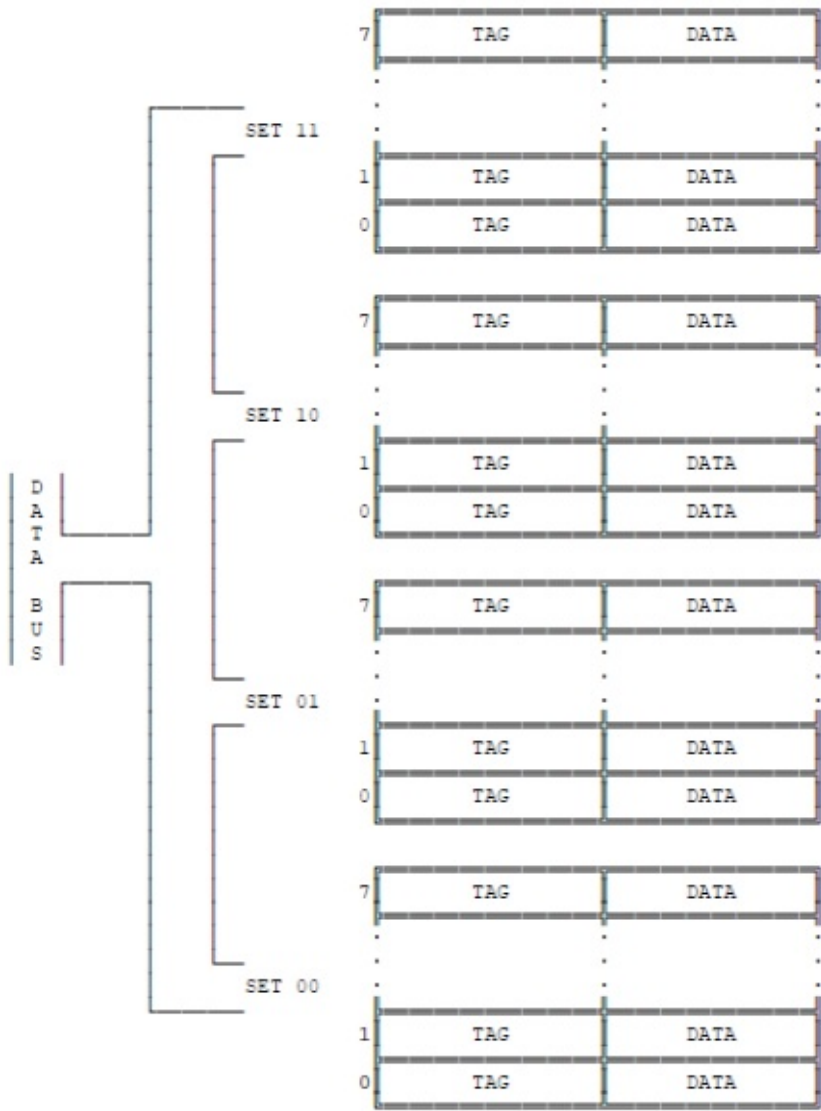 7 TAG DATA
. . .
. . .
. . .
SET 11
1 TAG DATA
0 TAG DATA
7 TAG DATA
. . .
. . .
. . .
SET 10
1 TAG DATA
0 TAG DATA
DATA BUS
7 TAG DATA
. . .
. . .
. . .
SET 01
1 TAG DATA
0 TAG DATA
7 TAG DATA
. . .
. . .
. . .
SET 00
1 TAG DATA
0 TAG DATA